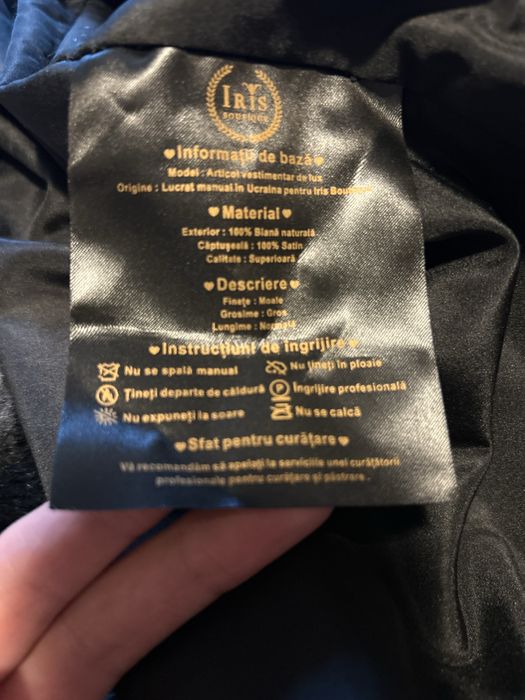 IRIS
BOUTIQUE
♥Informații de bază♥
Model : Articol vestimentar de lux
Origine : Lucrat manual în Ucraina pentru Iris Boutique
♥Material♥
Exterior : 100% Blană naturală
Căptușeală : 100% Satin
Calitate : Superioară
♥Descriere♥
Finețe : Moale
Grosime : Gros
Lungime : Normală
♥Instrucțiuni de îngrijire♥
Nu se spală manual
Nu țineți în ploaie
Țineți departe de căldură
Îngrijire profesională
Nu expuneți la soare
Nu se calcă
♥Sfat pentru curățare♥
Vă recomandăm să apelați la serviciile unei curățătorii
profesionale pentru curățare și păstrare.